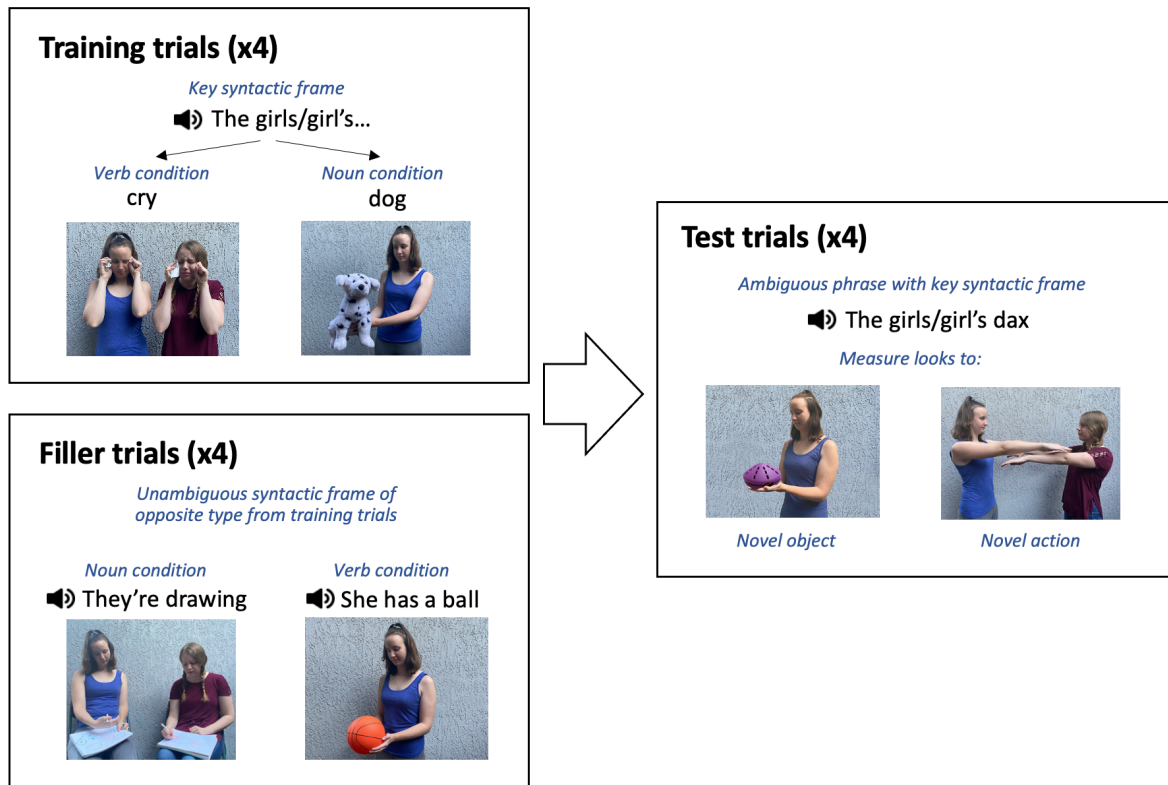 Training trials (x4)
Key syntactic frame
The girls/girl’s...
Verb condition
cry
Noun condition
dog
Filler trials (x4)
Unambiguous syntactic frame of
opposite type from training trials
Noun condition
They’re drawing
Verb condition
She has a ball
Test trials (x4)
Ambiguous phrase with key syntactic frame
The girls/girl’s dax
Measure looks to:
Novel object
Novel action